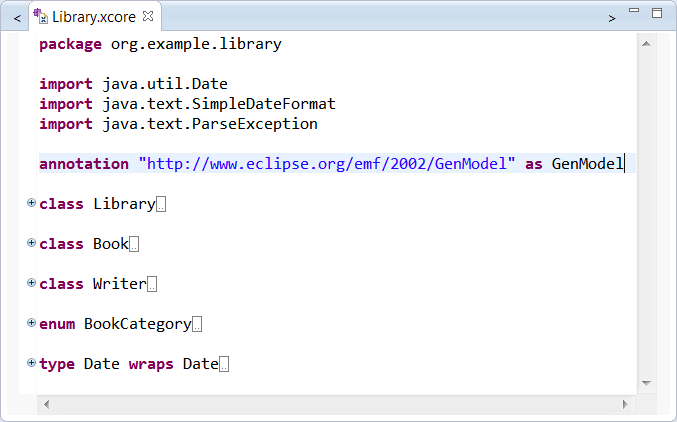 Library.xcore
package org.example.library
import java.util.Date
import java.text.SimpleDateFormat
import java.text.ParseException
annotation "http://www.eclipse.org/emf/2002/GenModel" as GenModel
class Library..
class Book..
class Writer..
enum BookCategory..
type Date wraps Date..